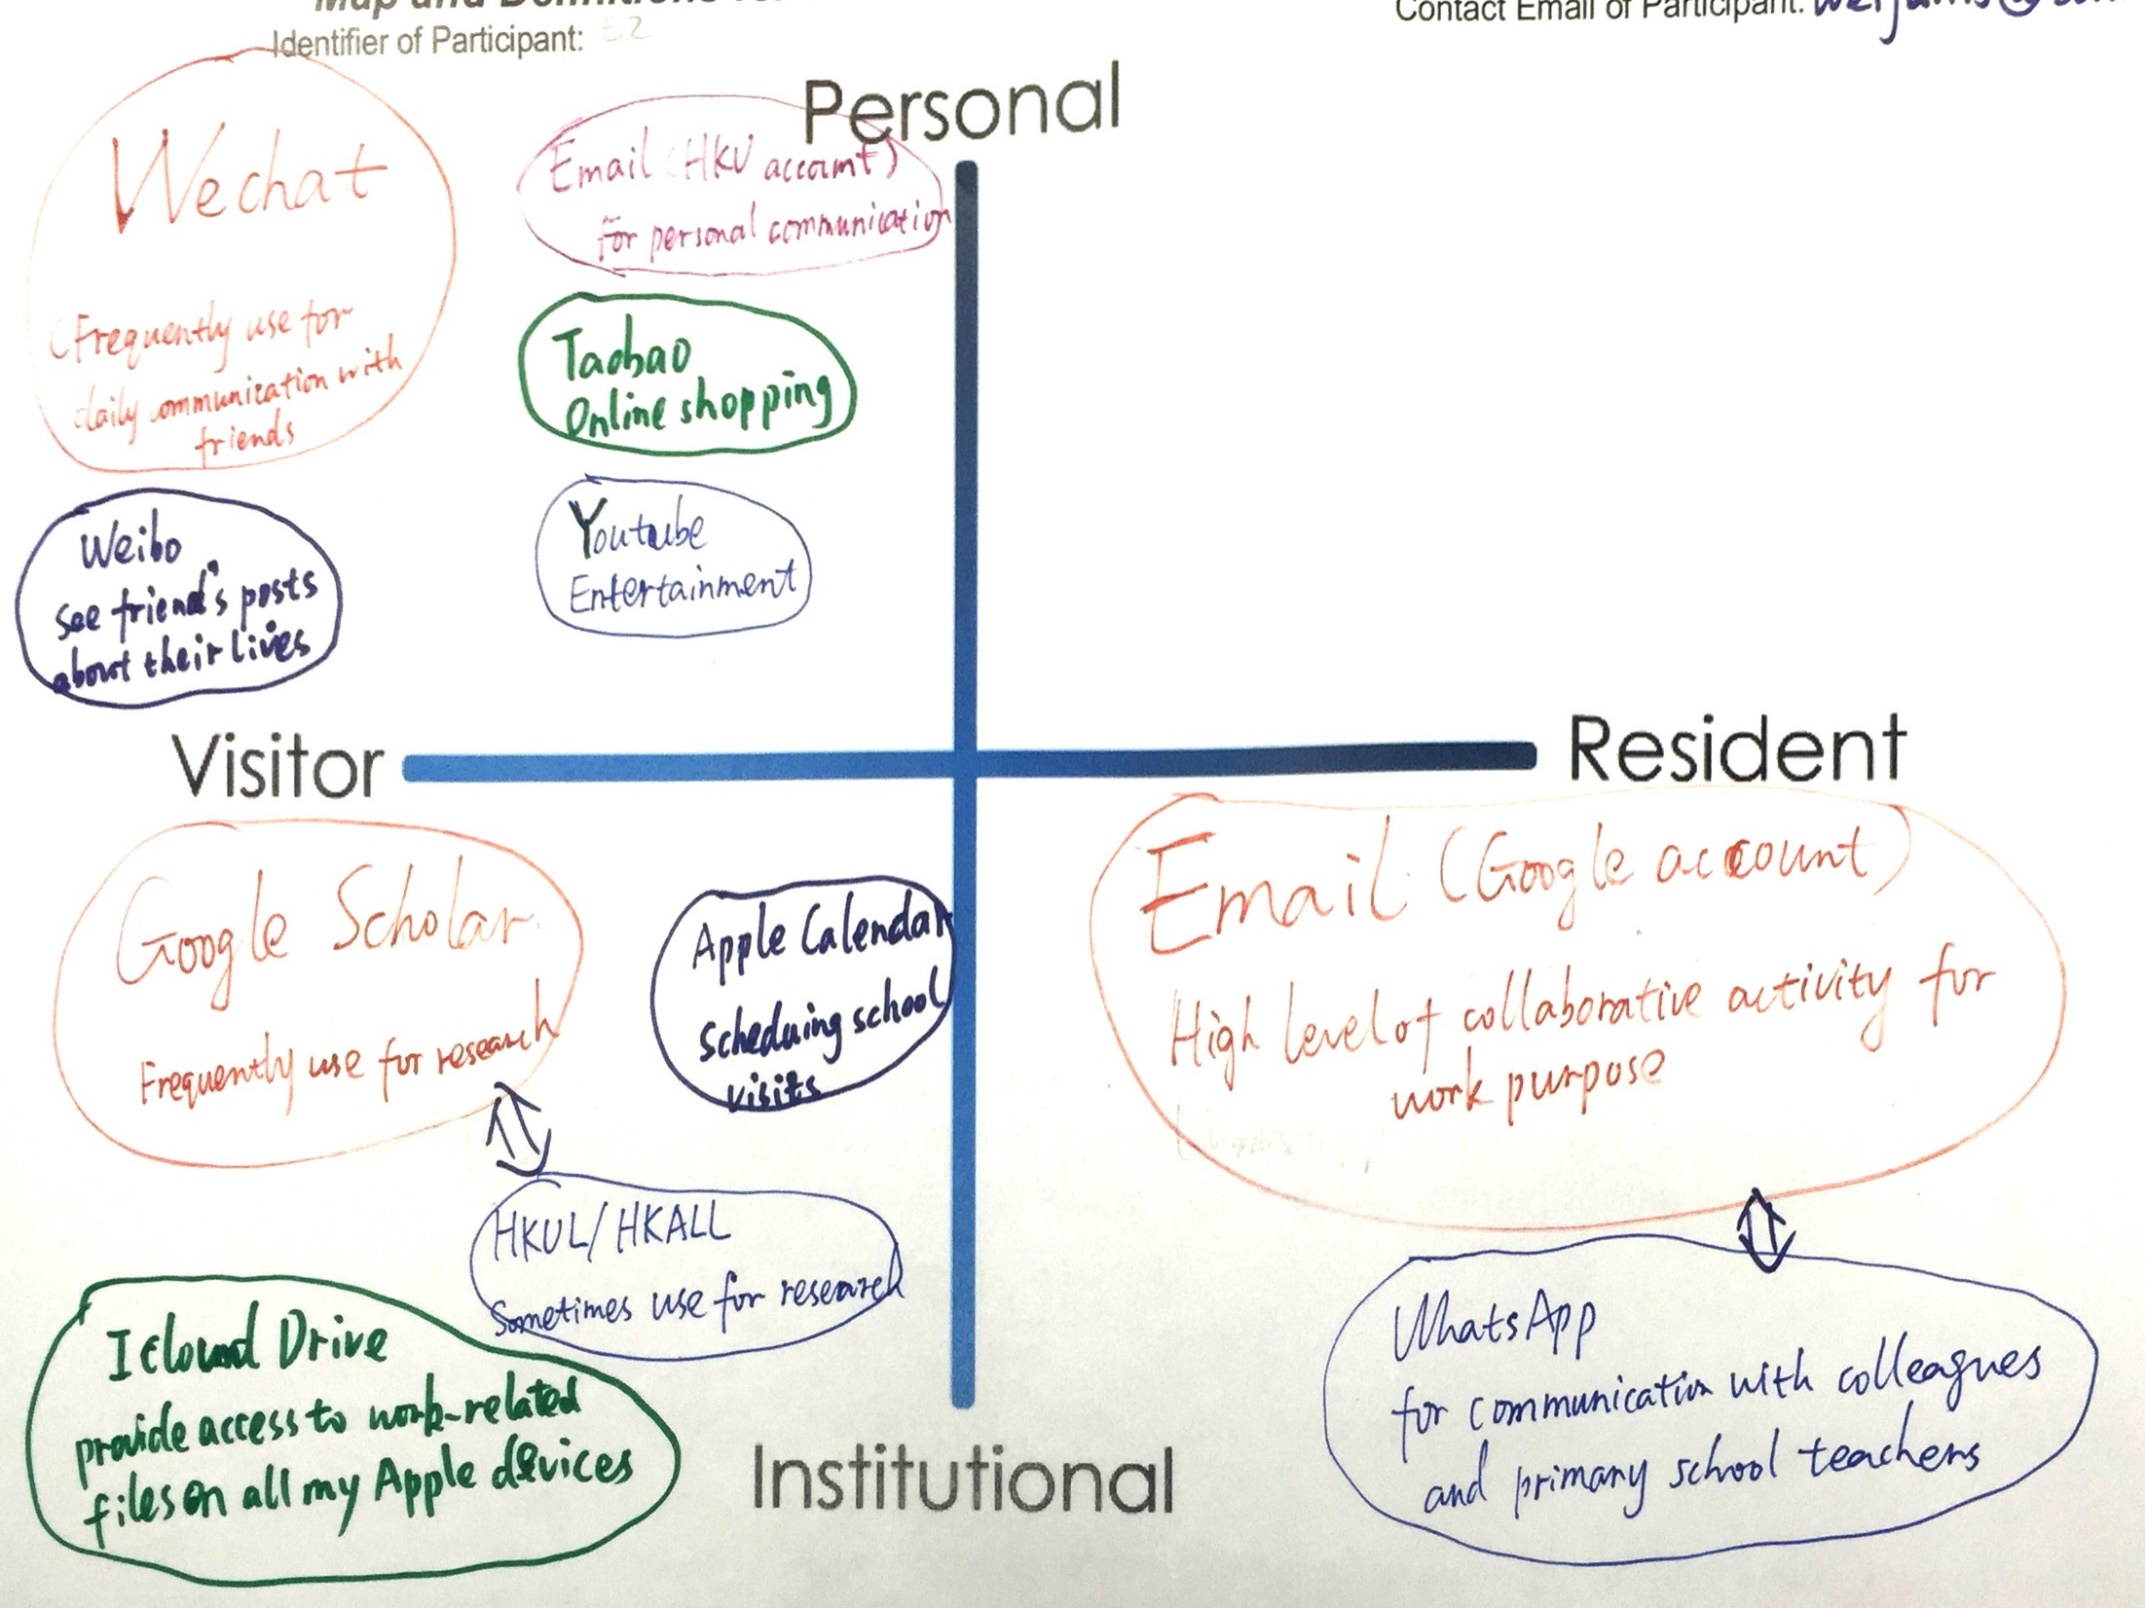 Map and Definitions
Identifier of Participant: E2
Contact Email of Participant:
Personal
Wechat
(Frequently use for
daily communication with
friends
Email (HKU account)
For personal communication
Taobao
Online shopping
Youtube
Entertainment
Weibo
see friend's posts
about their lives
Visitor
Resident
Google Scholar
Frequently use for research
Apple Calendar
Scheduing school
visits
Email (Google account)
High level of collaborative activity for
work purpose
HKUL/HKALL
Sometimes use for research
Icloud Drive
provide access to work-related
files on all my Apple devices
WhatsApp
for communication with colleagues
and primary school teachers
Institutional